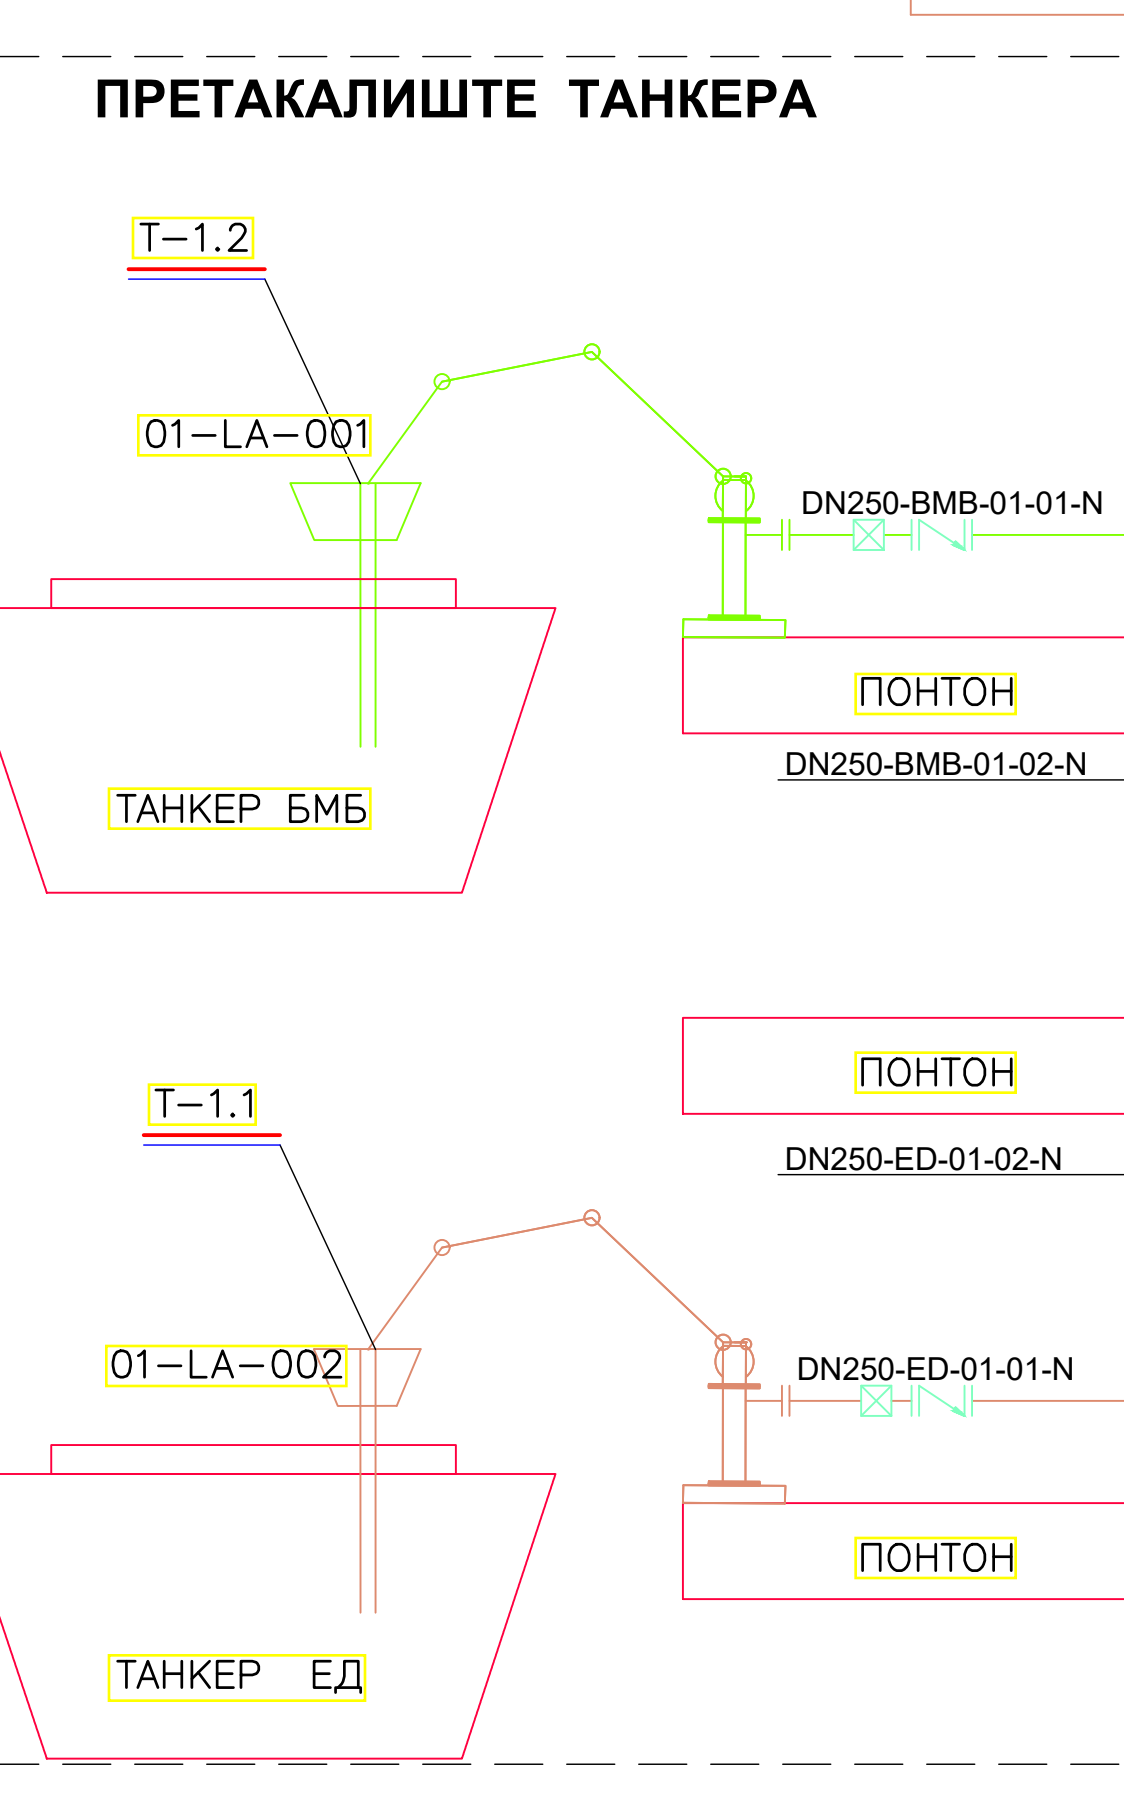 ПРЕТАКАЛИШТЕ ТАНКЕРА
Т-1.2
01-LA-001
DN250-BMB-01-01-N
ПОНТОН
DN250-BMB-01-02-N
ТАНКЕР БМБ
ПОНТОН
Т-1.1
DN250-ED-01-02-N
01-LA-002
DN250-ED-01-01-N
ПОНТОН
ТАНКЕР ЕД